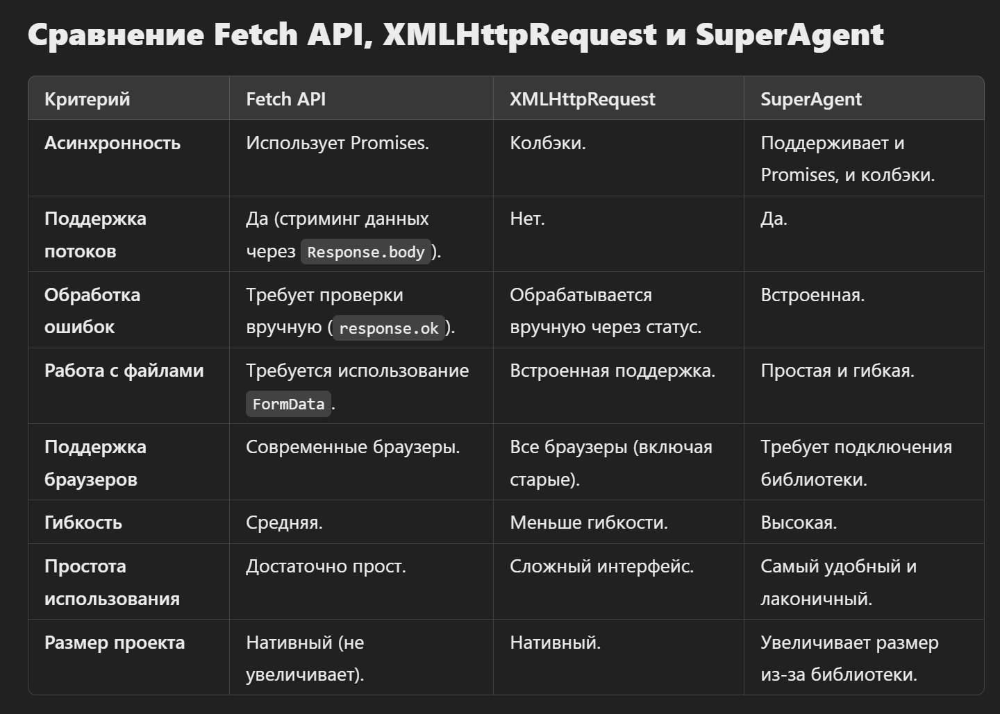 Сравнение Fetch API, XMLHttpRequest и SuperAgent
Критерий Fetch API XMLHttpRequest SuperAgent
Асинхронность Использует Promises. Колбэки. Поддерживает и
Promises, и колбэки.
Поддержка Да (стриминг данных Нет. Да.
потоков через Response.body ).
Обработка Требует проверки Обрабатывается Встроенная.
ошибок вручную ( response.ok ). вручную через статус.
Работа с файлами Требуется использование Встроенная поддержка. Простая и гибкая.
FormData .
Поддержка Современные браузеры. Все браузеры (включая Требует подключения
браузеров старые). библиотеки.
Гибкость Средняя. Меньше гибкости. Высокая.
Простота Достаточно прост. Сложный интерфейс. Самый удобный и
использования лаконичный.
Размер проекта Нативный (не Нативный. Увеличивает размер
увеличивает). из-за библиотеки.